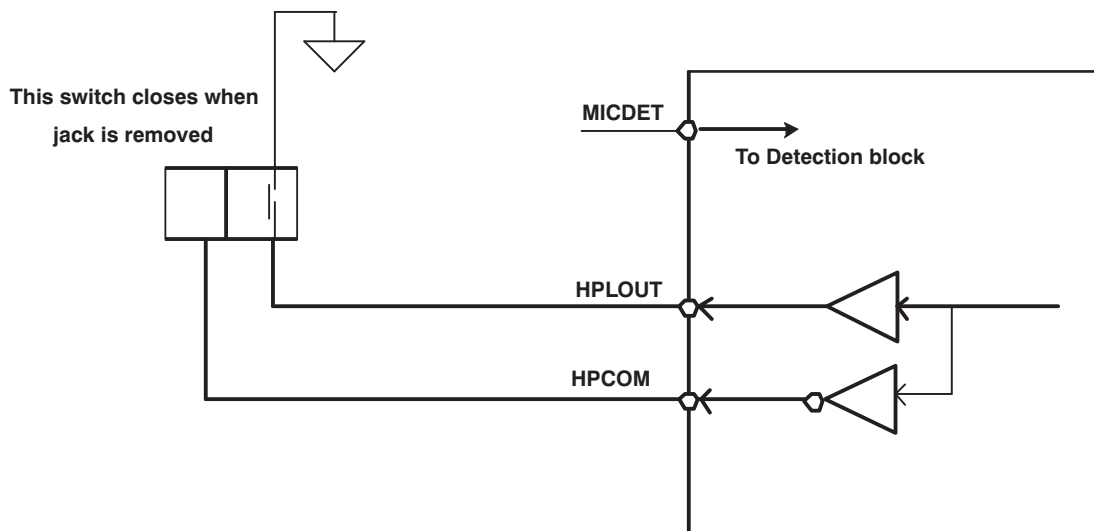 This switch closes when
jack is removed
MICDET
To Detection block
HPLOUT
HPCOM